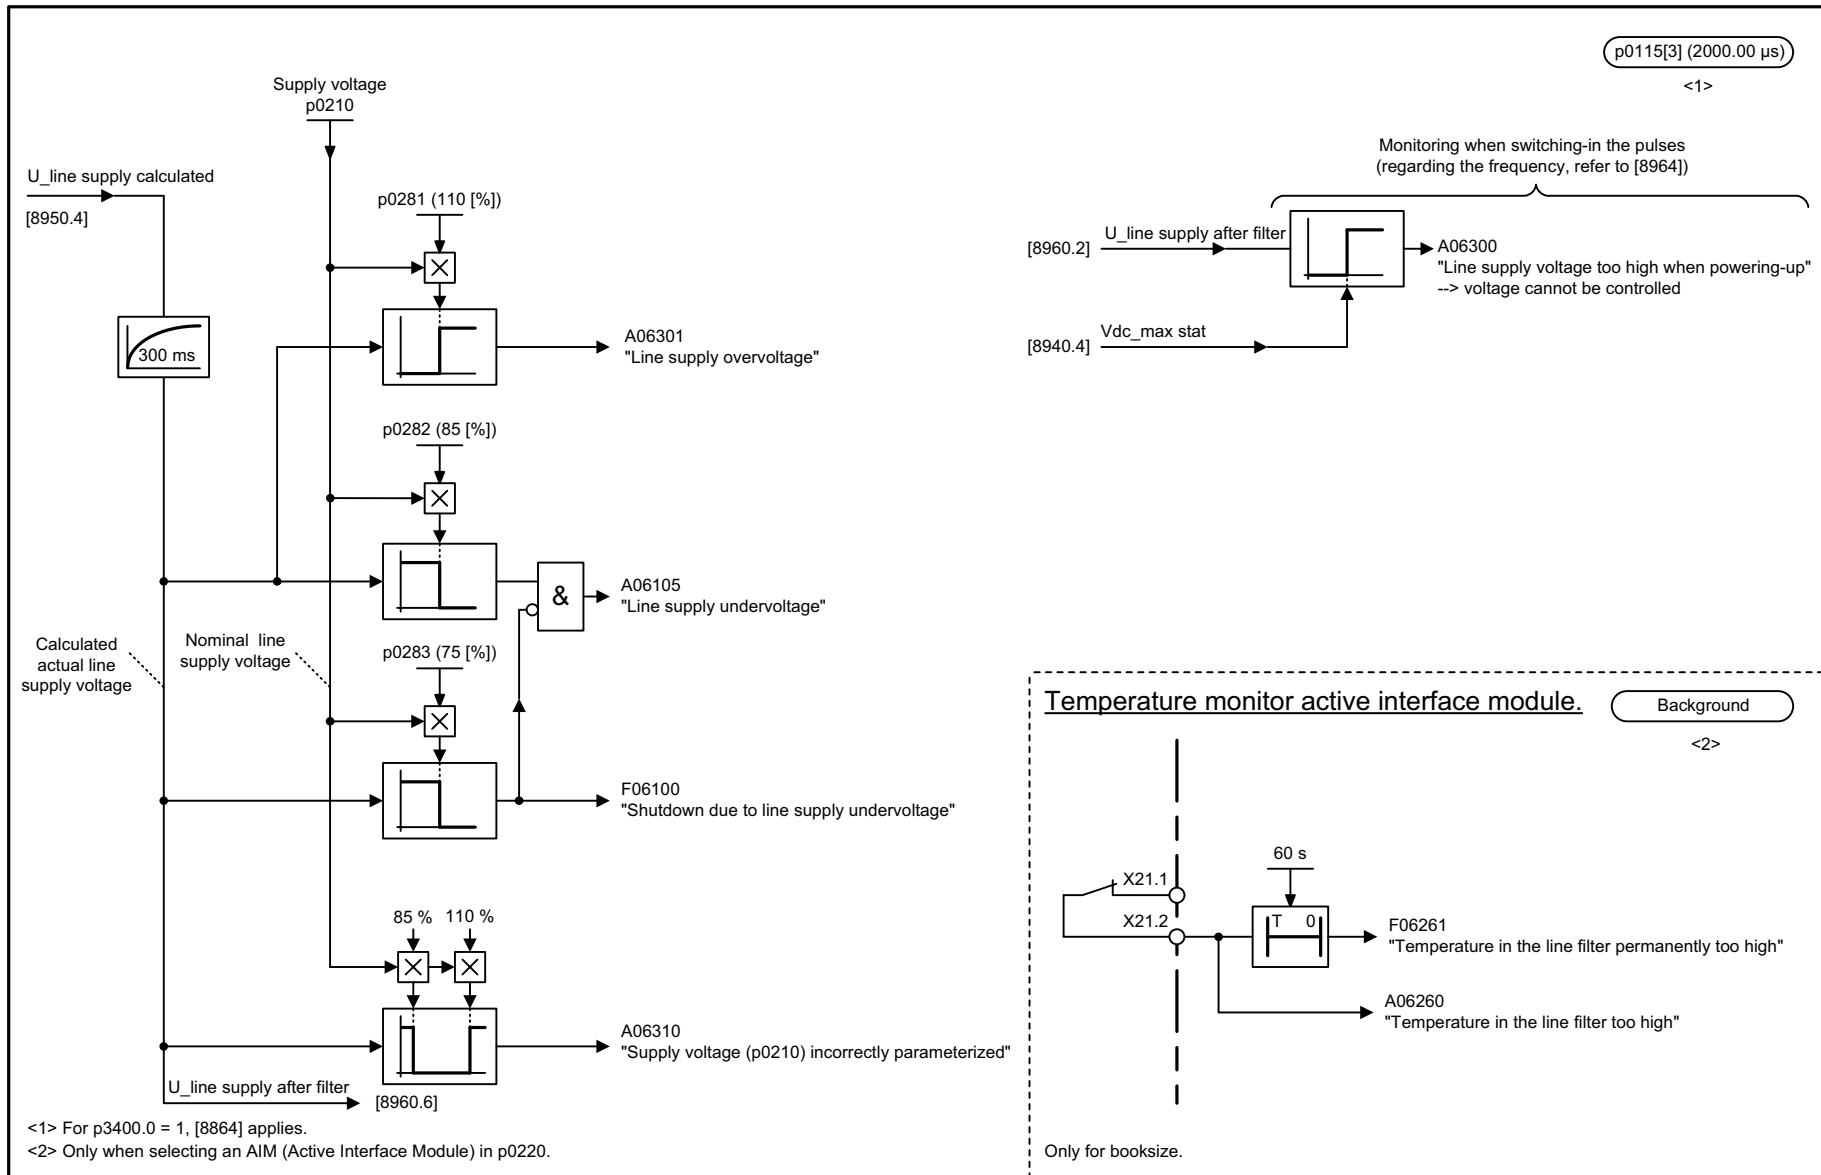 p0115[3] (2000.00 µs)
<1>
Supply voltage
p0210
U_line supply calculated
[8950.4]
300 ms
p0281 (110 [%])
A06301
"Line supply overvoltage"
p0282 (85 [%])
&
A06105
"Line supply undervoltage"
Calculated
actual line
supply voltage
Nominal line
supply voltage
p0283 (75 [%])
F06100
"Shutdown due to line supply undervoltage"
85 %
110 %
A06310
"Supply voltage (p0210) incorrectly parameterized"
U_line supply after filter
[8960.6]
<1> For p3400.0 = 1, [8864] applies.
<2> Only when selecting an AIM (Active Interface Module) in p0220.
Monitoring when switching-in the pulses
(regarding the frequency, refer to [8964])
[8960.2]
U_line supply after filter
A06300
"Line supply voltage too high when powering-up"
--> voltage cannot be controlled
[8940.4]
Vdc_max stat
Temperature monitor active interface module.
Background
<2>
60 s
X21.1
X21.2
T 0
F06261
"Temperature in the line filter permanently too high"
A06260
"Temperature in the line filter too high"
Only for booksize.